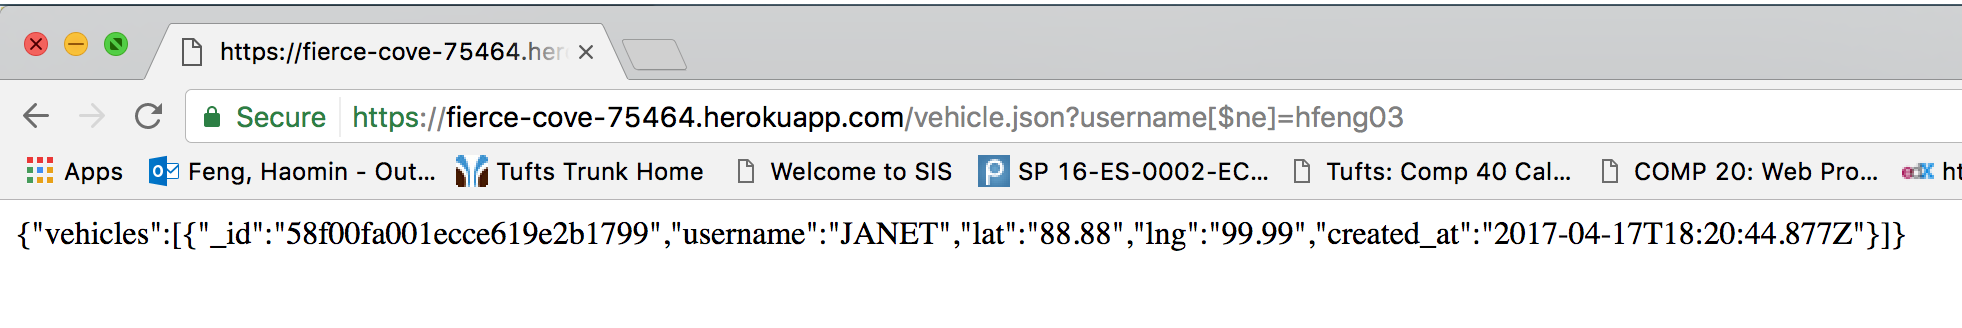 https://fierce-cove-75464.her
Secure https://fierce-cove-75464.herokuapp.com/vehicle.json?username[$ne]=hfeng03
Apps Feng, Haomin - Out... Tufts Trunk Home Welcome to SIS SP 16-ES-0002-EC... Tufts: Comp 40 Cal... COMP 20: Web Pro... edX ht
{"vehicles":[{"_id":"58f00fa001ecce619e2b1799","username":"JANET","lat":"88.88","lng":"99.99","created_at":"2017-04-17T18:20:44.877Z"}]}